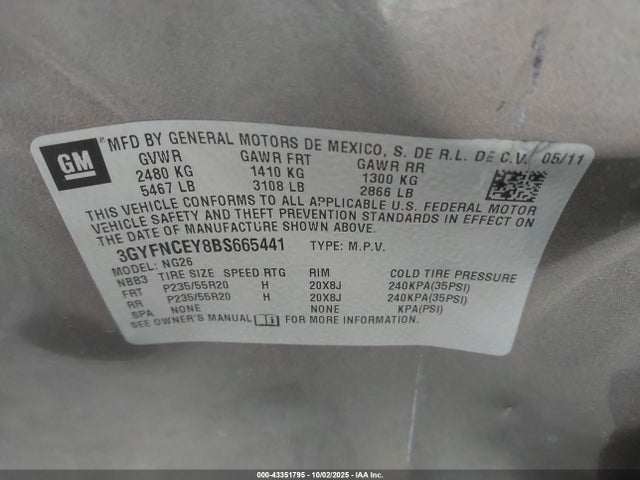 GM
MFD BY GENERAL MOTORS DE MEXICO, S. DE R.L. DE C.V. 05/11
GVWR GAWR FRT GAWR RR
2480 KG 1410 KG 1300 KG
5467 LB 3108 LB 2866 LB
THIS VEHICLE CONFORMS TO ALL APPLICABLE U.S. FEDERAL MOTOR
VEHICLE SAFETY AND THEFT PREVENTION STANDARDS IN EFFECT ON
THE DATE OF MANUFACTURE SHOWN ABOVE.
3GYFNCEY8BS665441 TYPE: M.P.V.
MODEL: NG26
NBB3 TIRE SIZE SPEED RTG RIM COLD TIRE PRESSURE
FRT P235/55R20 H 20X8J 240KPA(35PSI)
RR P235/55R20 H 20X8J 240KPA(35PSI)
SPA NONE NONE KPA(PSI)
SEE OWNER'S MANUAL FOR MORE INFORMATION.
000-43351795 - 10/02/2025 - IAAI.COM